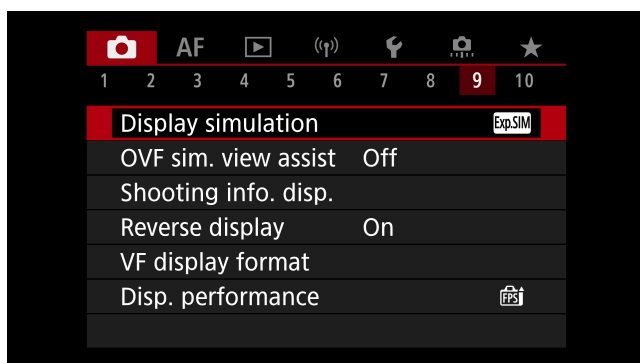 AF
1 2 3 4 5 6 7 8 9 10
Display simulation Exp.SIM
OVF sim. view assist Off
Shooting info. disp.
Reverse display On
VF display format
Disp. performance FPS